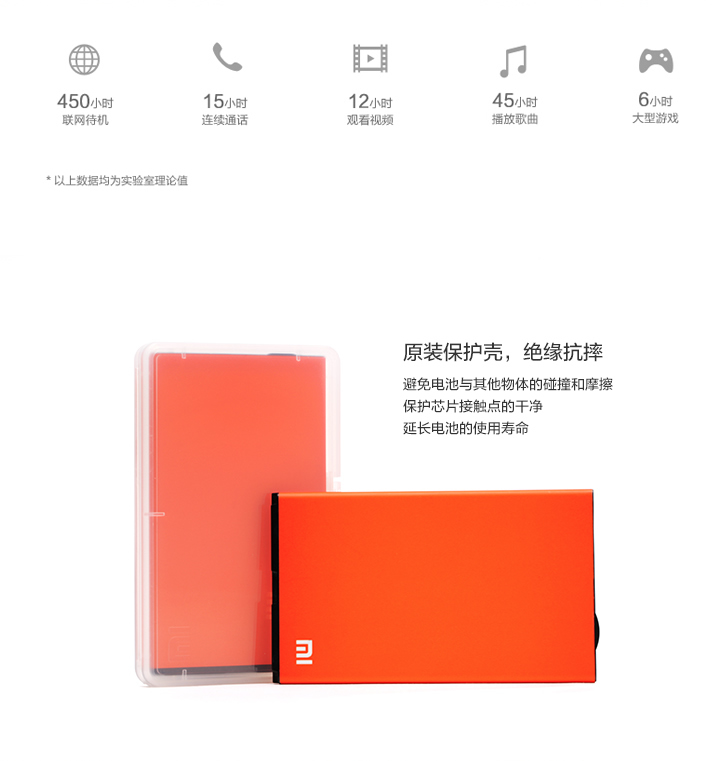 450小时
联网待机
15小时
连续通话
12小时
观看视频
45小时
播放歌曲
6小时
大型游戏
* 以上数据均为实验室理论值
原装保护壳，绝缘抗摔
避免电池与其他物体的碰撞和摩擦
保护芯片接触点的干净
延长电池的使用寿命